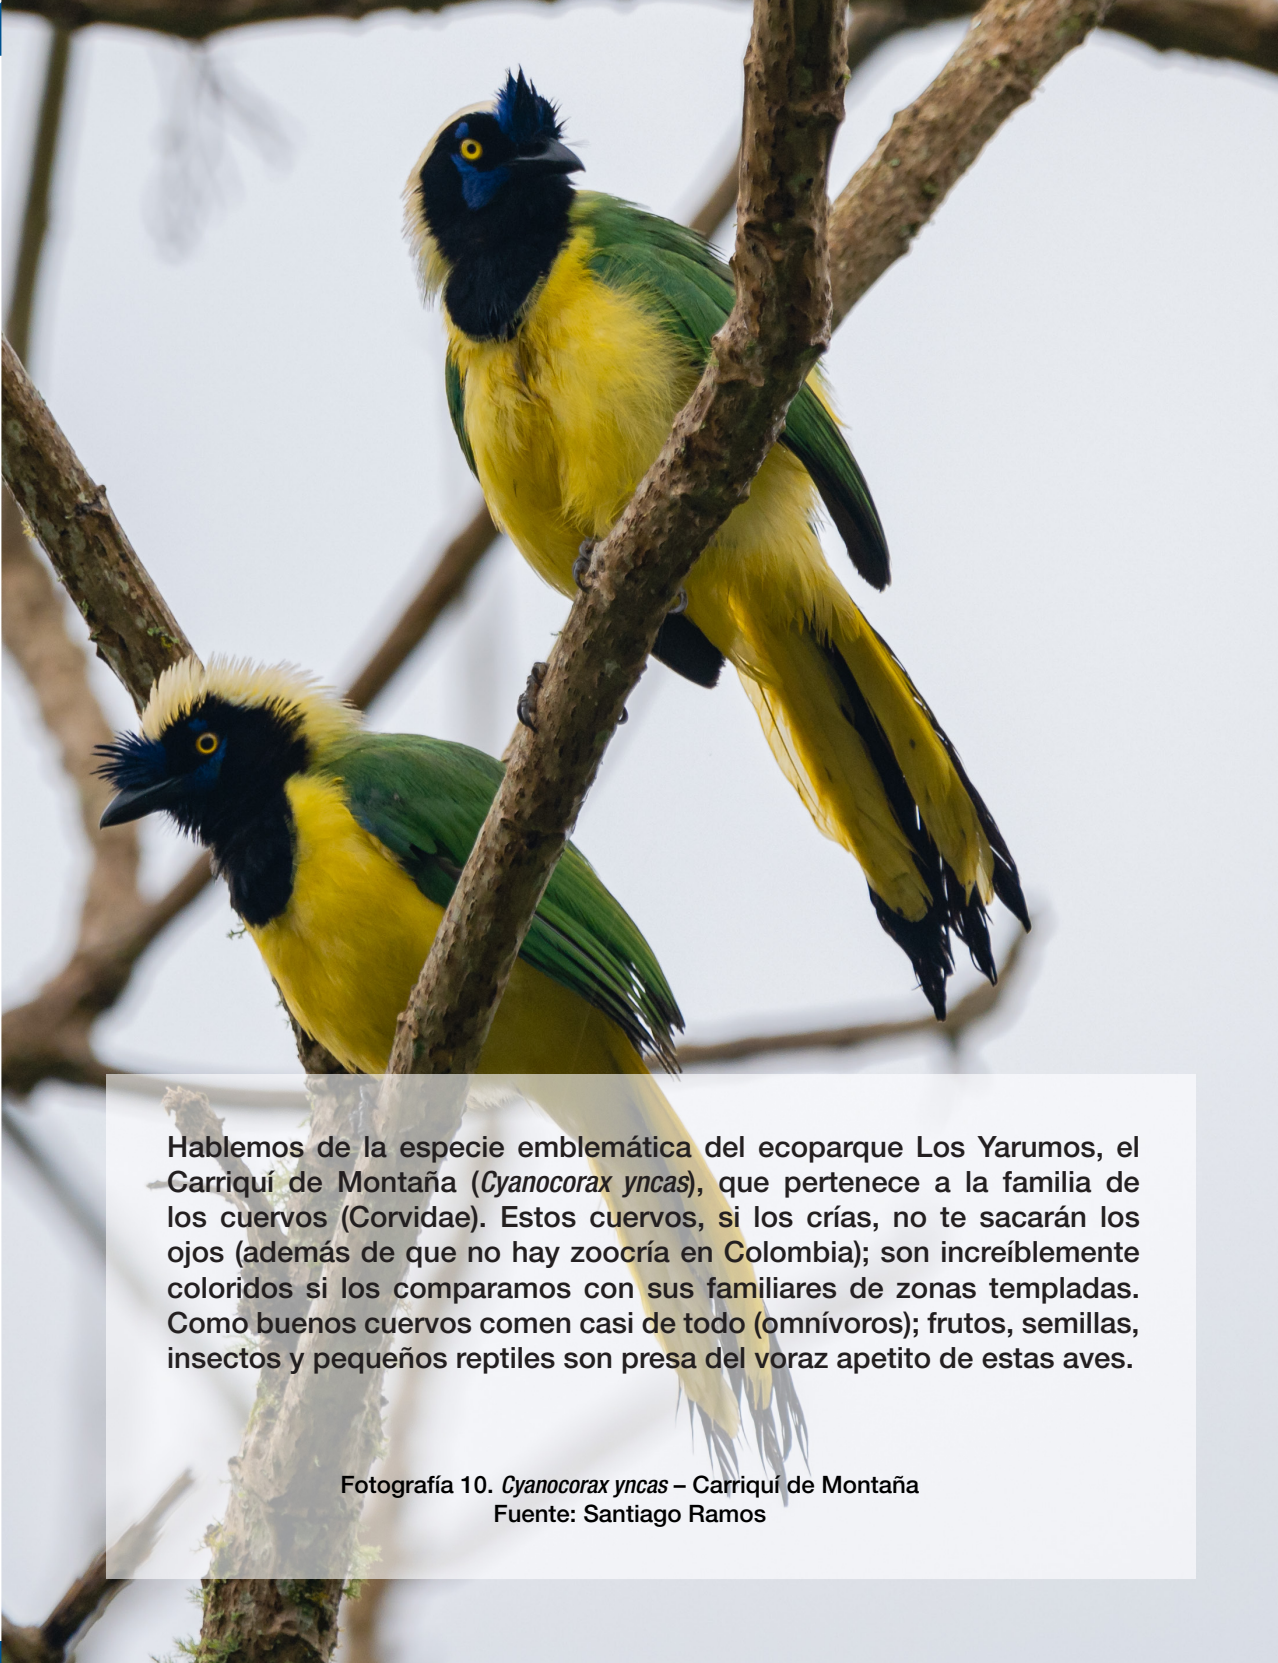 Hablemos de la especie emblemática del ecoparque Los Yarumos, el
Carriquí de Montaña (Cyanocorax yncas), que pertenece a la familia de
los cuervos (Corvidae). Estos cuervos, si los crías, no te sacarán los
ojos (además de que no hay zoocría en Colombia); son increíblemente
coloridos si los comparamos con sus familiares de zonas templadas.
Como buenos cuervos comen casi de todo (omnívoros); frutos, semillas,
insectos y pequeños reptiles son presa del voraz apetito de estas aves.
Fotografía 10. Cyanocorax yncas – Carriquí de Montaña
Fuente: Santiago Ramos